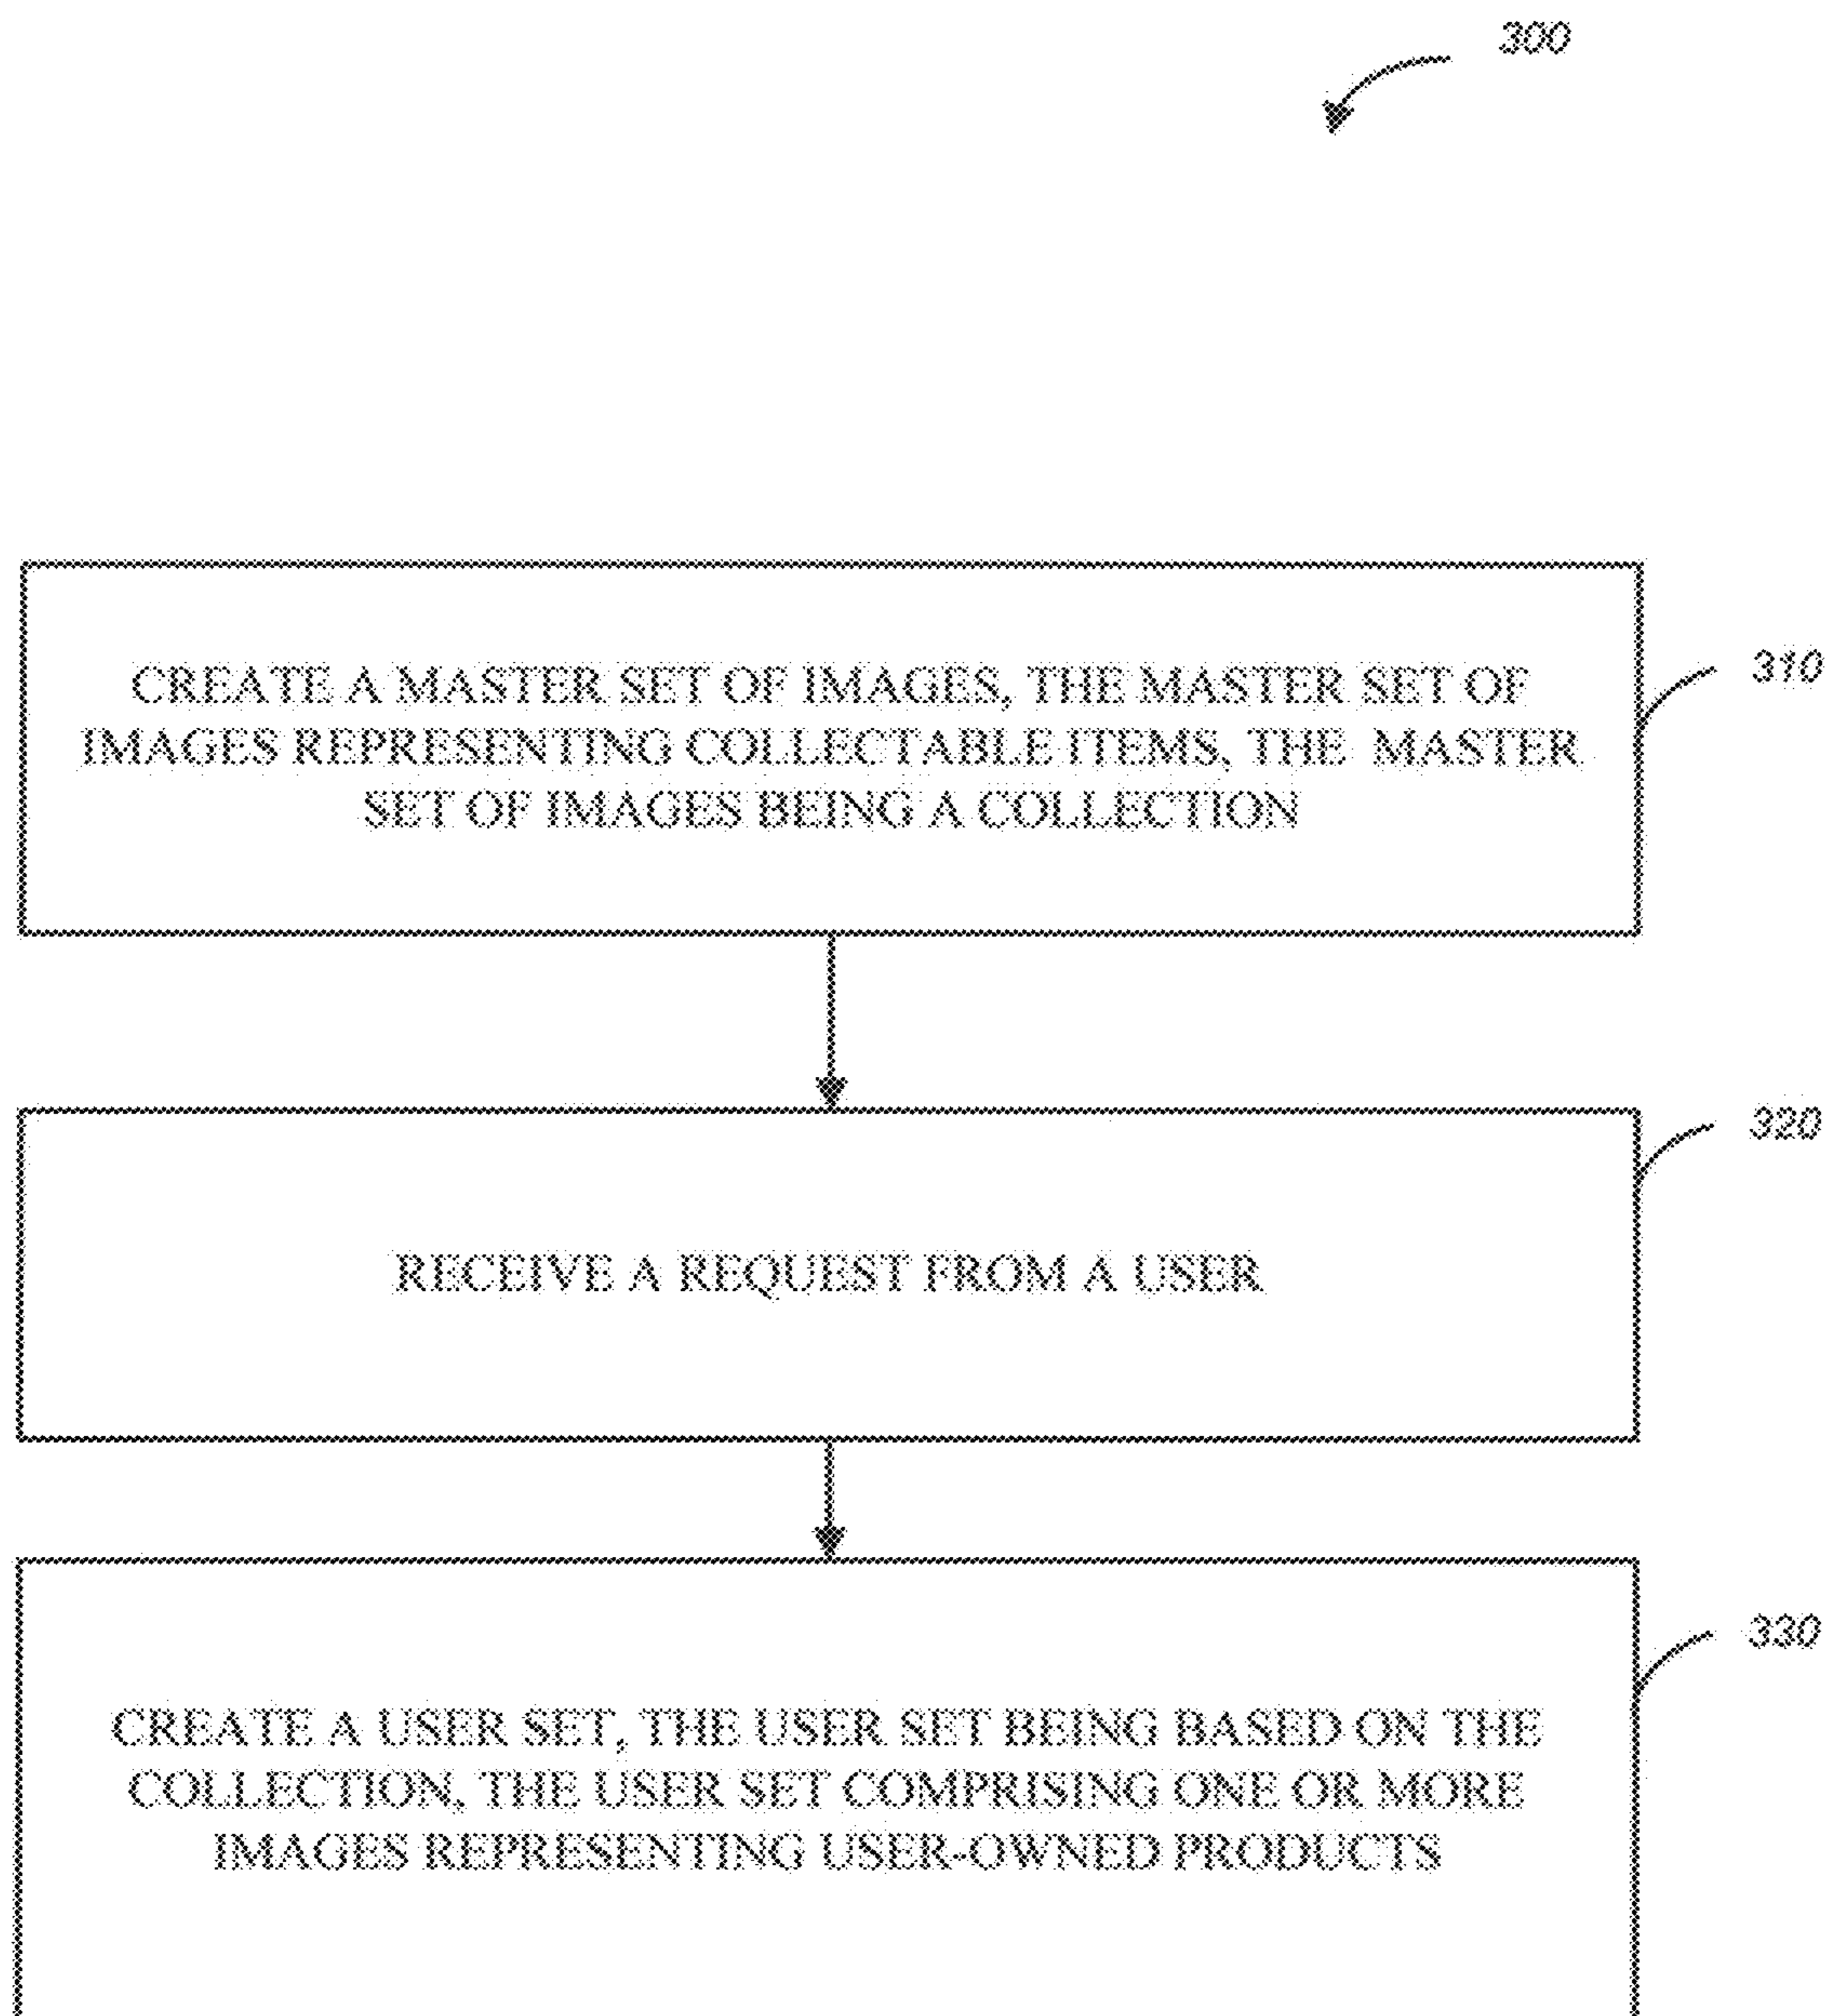 300
CREATE A MASTER SET OF IMAGES, THE MASTER SET OF
IMAGES REPRESENTING COLLECTABLE ITEMS, THE MASTER
SET OF IMAGES BEING A COLLECTION
310
RECEIVE A REQUEST FROM A USER
320
CREATE A USER SET, THE USER SET BEING BASED ON THE
COLLECTION, THE USER SET COMPRISING ONE OR MORE
IMAGES REPRESENTING USER-OWNED PRODUCTS
330